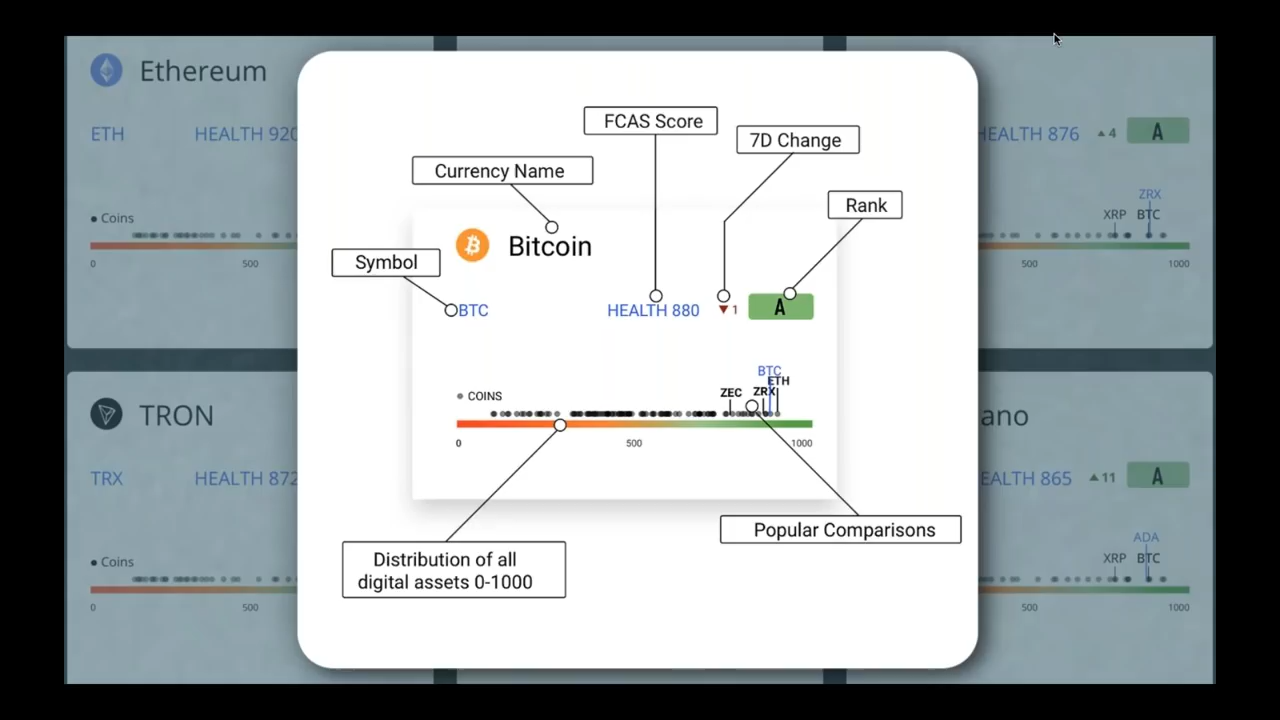 Ethereum
ETH
HEALTH 920
Coins
0
500
TRON
TRX
HEALTH 872
Coins
0
500
FCAS Score
7D Change
Currency Name
Rank
Symbol
Bitcoin
BTC
HEALTH 880
1
A
BTC
ETH
ZEC
ZRX
COINS
0
500
1000
Popular Comparisons
Distribution of all
digital assets 0-1000
HEALTH 876
4
A
ZRX
XRP
BTC
500
1000
ano
EALTH 865
11
A
ADA
XRP
BTC
500
1000